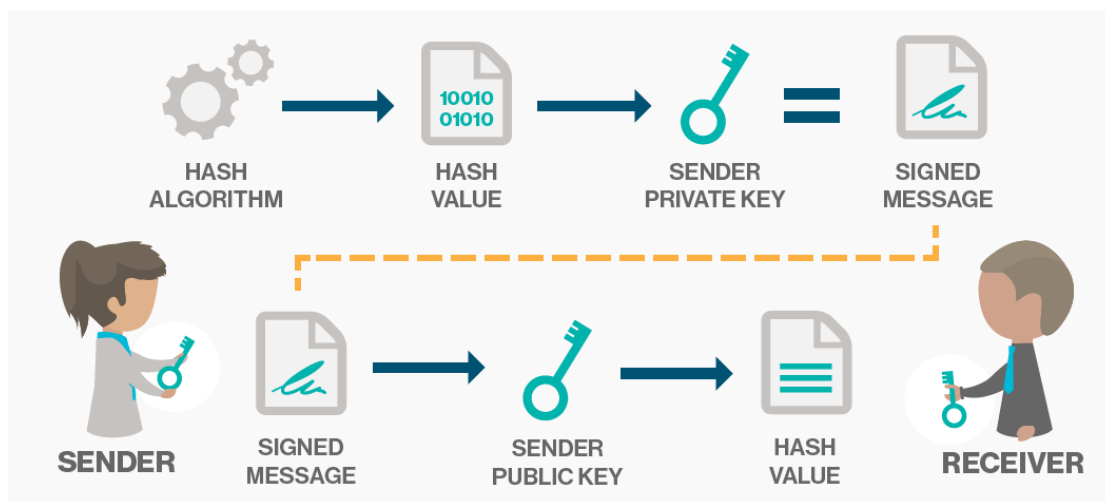 10010
01010
HASH
ALGORITHM
HASH
VALUE
SENDER
PRIVATE KEY
SIGNED
MESSAGE
SENDER
SIGNED
MESSAGE
SENDER
PUBLIC KEY
HASH
VALUE
RECEIVER